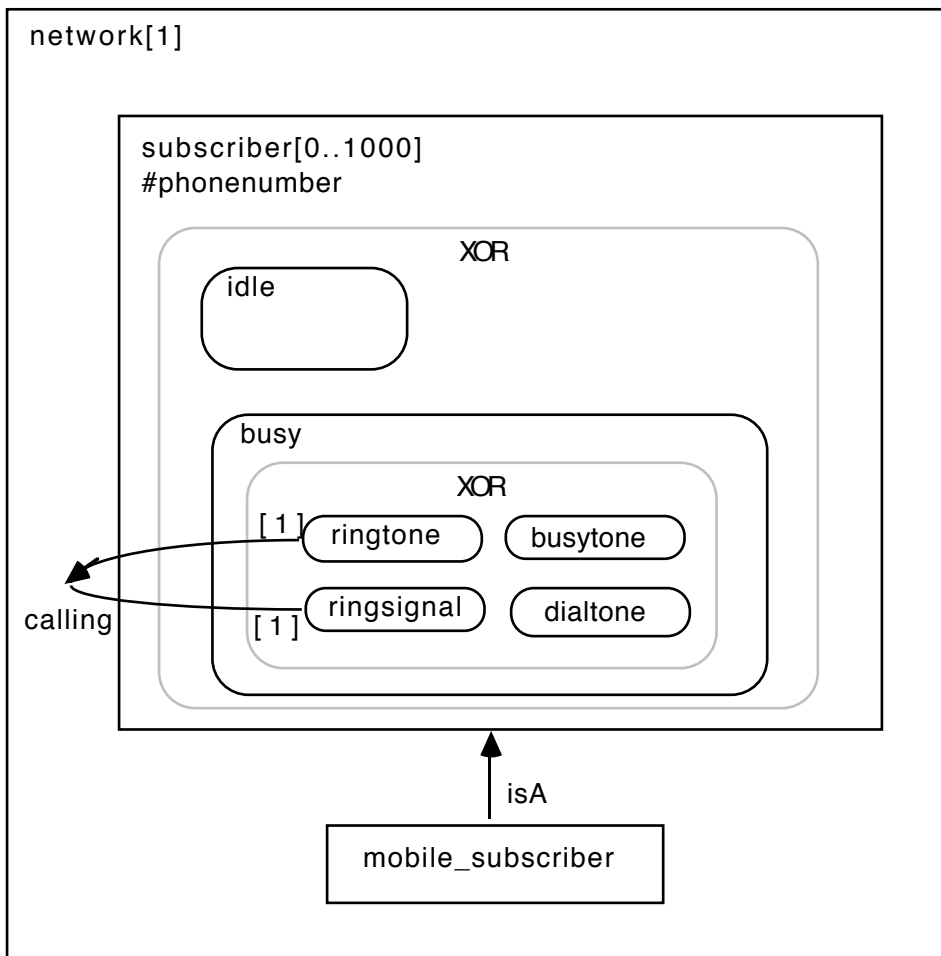 network[1]
subscriber[0..1000]
#phonenumber
XOR
idle
busy
XOR
[1]
ringtone
busytone
calling
ringsignal
dialtone
[1]
isA
mobile_subscriber